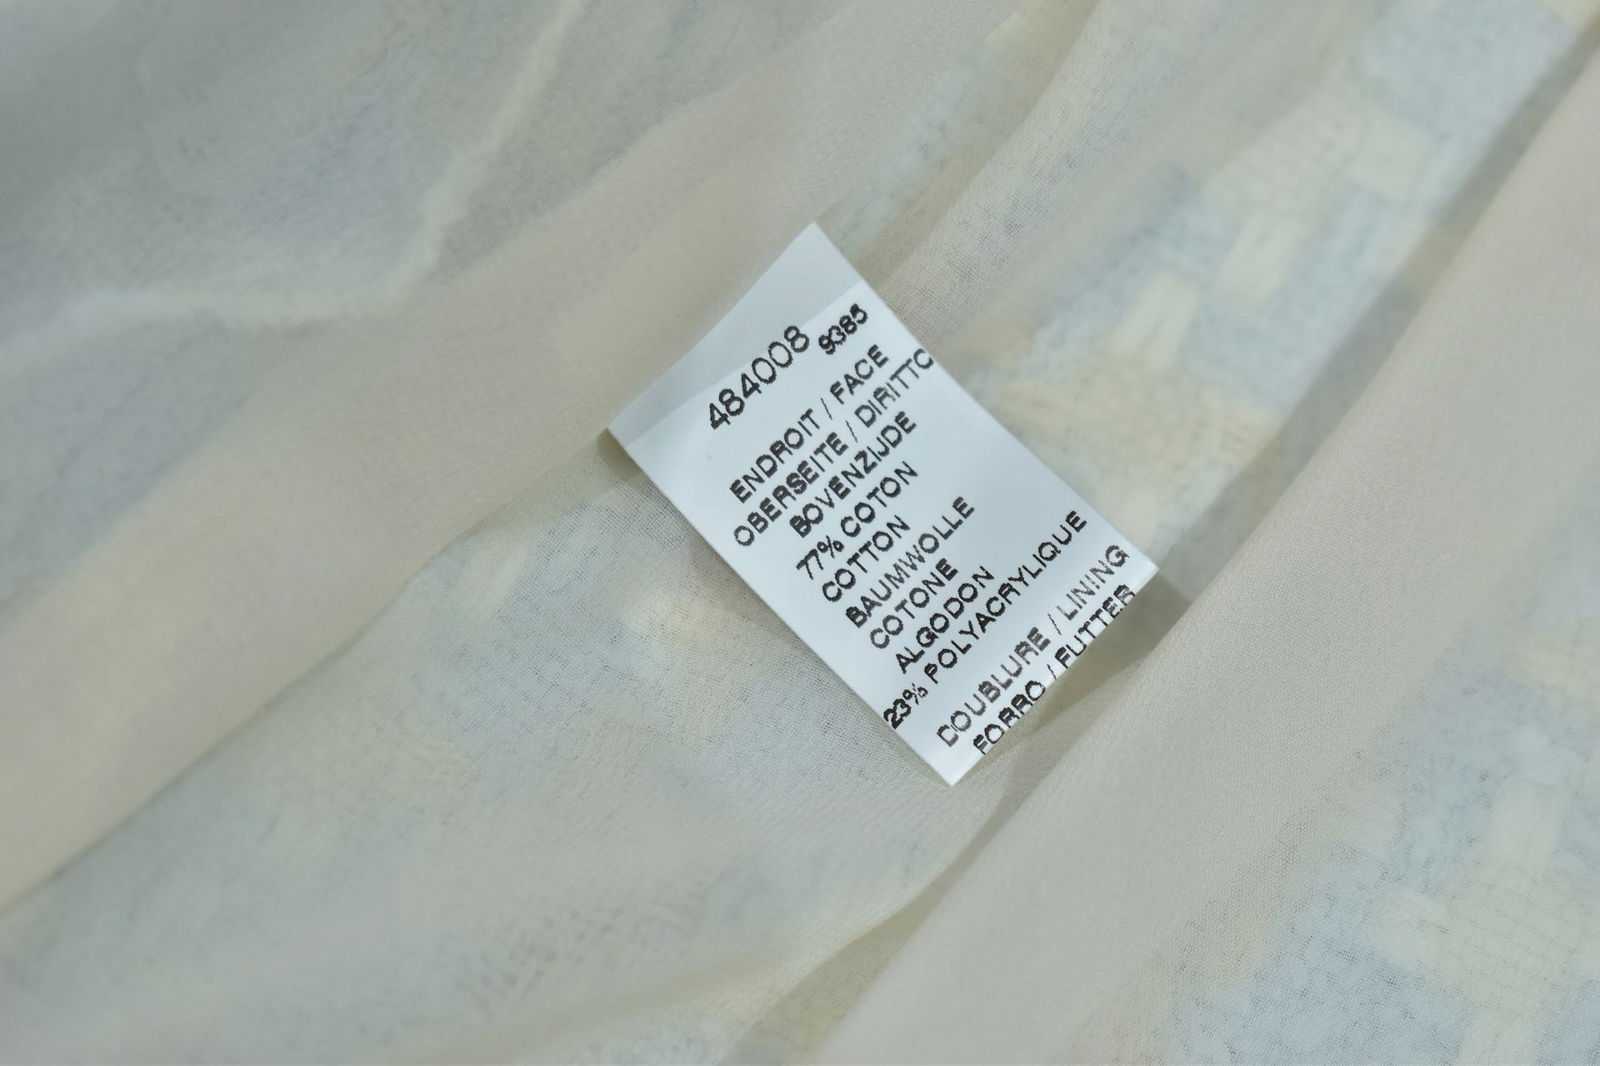 484008 9385
ENDROIT / FACE
OBERSEITE / DIRITTO
BOVENZIJDE
77% COTON
COTTON
BAUMWOLLE
COTONE
ALGODON
23% POLYACRYLIQUE
DOUBLURE / LINING
FORRO / FUTTER